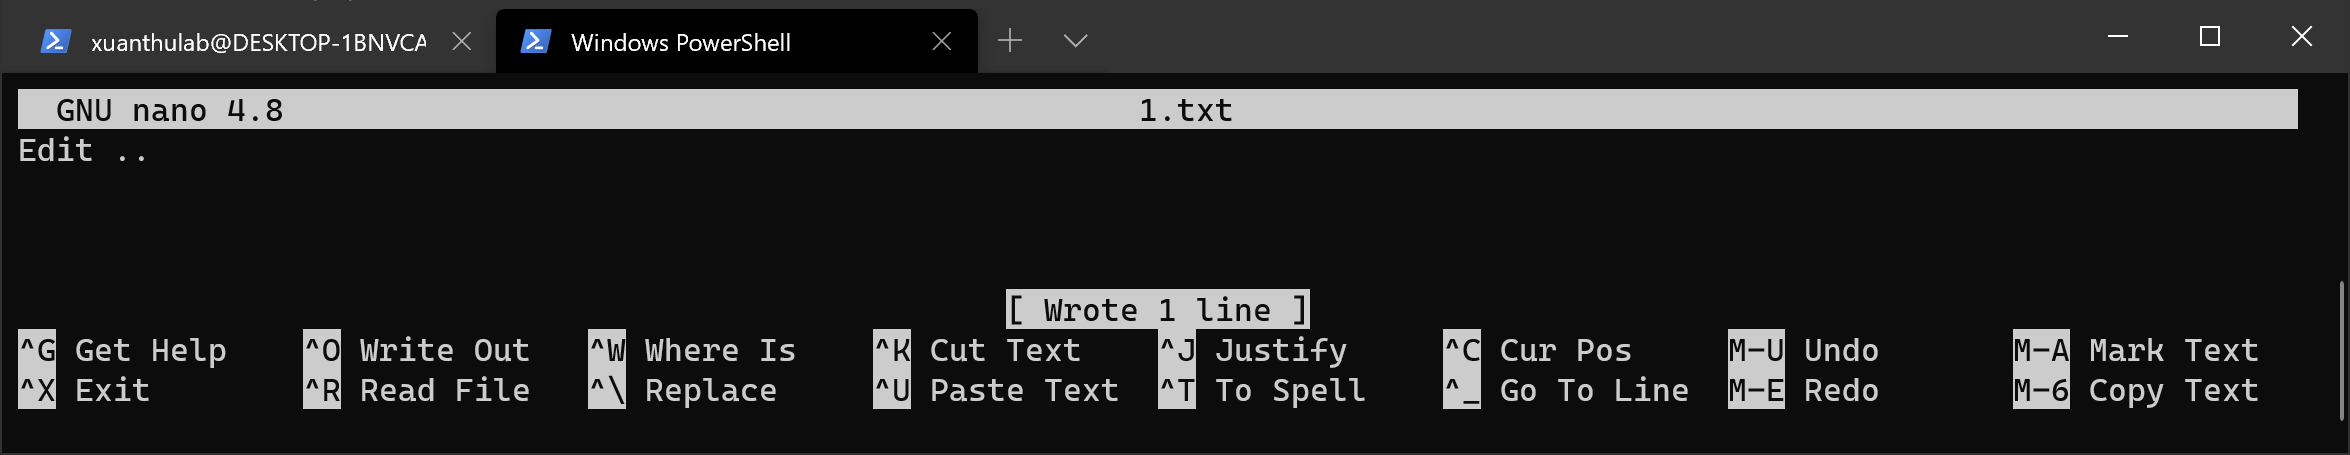 xuanthulab@DESKTOP-1BNVCA
Windows PowerShell
GNU nano 4.8 1.txt
Edit ..
[ Wrote 1 line ]
^G Get Help ^O Write Out ^W Where Is ^K Cut Text ^J Justify ^C Cur Pos M-U Undo M-A Mark Text
^X Exit ^R Read File ^\ Replace ^U Paste Text ^T To Spell ^_ Go To Line M-E Redo M-6 Copy Text